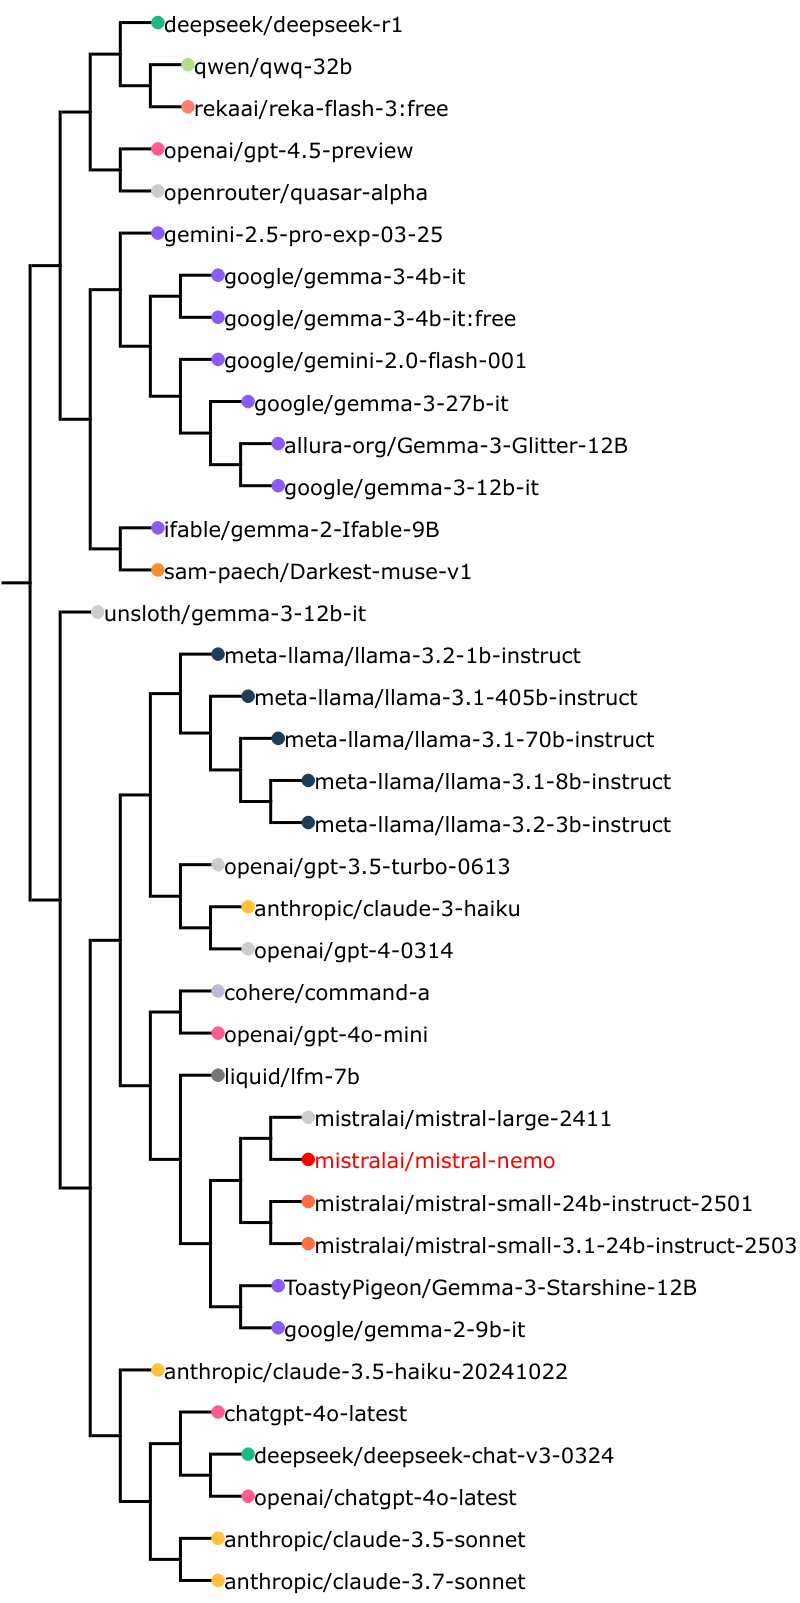 deepseek/deepseek-r1
qwen/qwq-32b
rekaai/reka-flash-3:free
openai/gpt-4.5-preview
openrouter/quasar-alpha
gemini-2.5-pro-exp-03-25
google/gemma-3-4b-it
google/gemma-3-4b-it:free
google/gemini-2.0-flash-001
google/gemma-3-27b-it
allura-org/Gemma-3-Glitter-12B
google/gemma-3-12b-it
ifable/gemma-2-Ifable-9B
sam-paech/Darkest-muse-v1
unsloth/gemma-3-12b-it
meta-llama/llama-3.2-1b-instruct
meta-llama/llama-3.1-405b-instruct
meta-llama/llama-3.1-70b-instruct
meta-llama/llama-3.1-8b-instruct
meta-llama/llama-3.2-3b-instruct
openai/gpt-3.5-turbo-0613
anthropic/claude-3-haiku
openai/gpt-4-0314
cohere/command-a
openai/gpt-4o-mini
liquid/lfm-7b
mistralai/mistral-large-2411
mistralai/mistral-nemo
mistralai/mistral-small-24b-instruct-2501
mistralai/mistral-small-3.1-24b-instruct-2503
ToastyPigeon/Gemma-3-Starshine-12B
google/gemma-2-9b-it
anthropic/claude-3.5-haiku-20241022
chatgpt-4o-latest
deepseek/deepseek-chat-v3-0324
openai/chatgpt-4o-latest
anthropic/claude-3.5-sonnet
anthropic/claude-3.7-sonnet